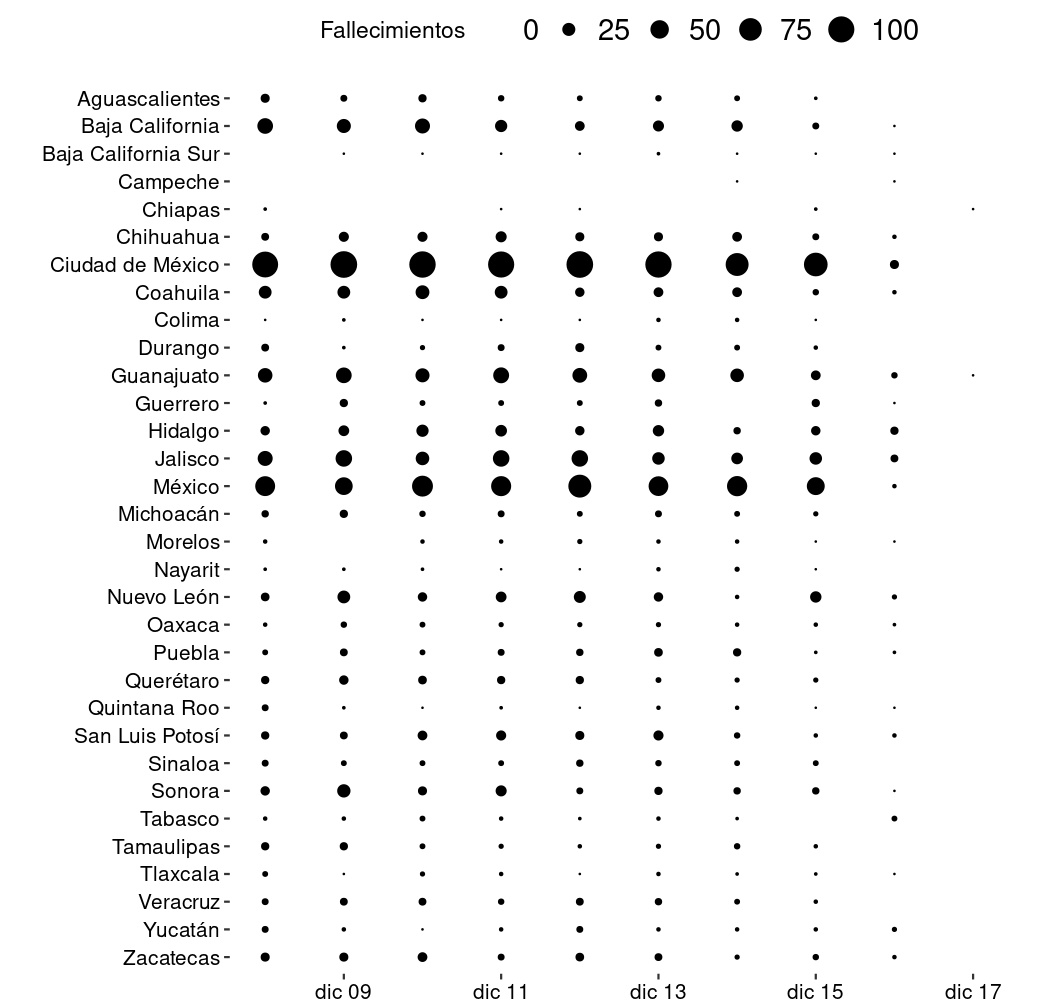 Fallecimientos 0 25 50 75 100
Aguascalientes
Baja California
Baja California Sur
Campeche
Chiapas
Chihuahua
Ciudad de México
Coahuila
Colima
Durango
Guanajuato
Guerrero
Hidalgo
Jalisco
México
Michoacán
Morelos
Nayarit
Nuevo León
Oaxaca
Puebla
Querétaro
Quintana Roo
San Luis Potosí
Sinaloa
Sonora
Tabasco
Tamaulipas
Tlaxcala
Veracruz
Yucatán
Zacatecas
dic 09 dic 11 dic 13 dic 15 dic 17